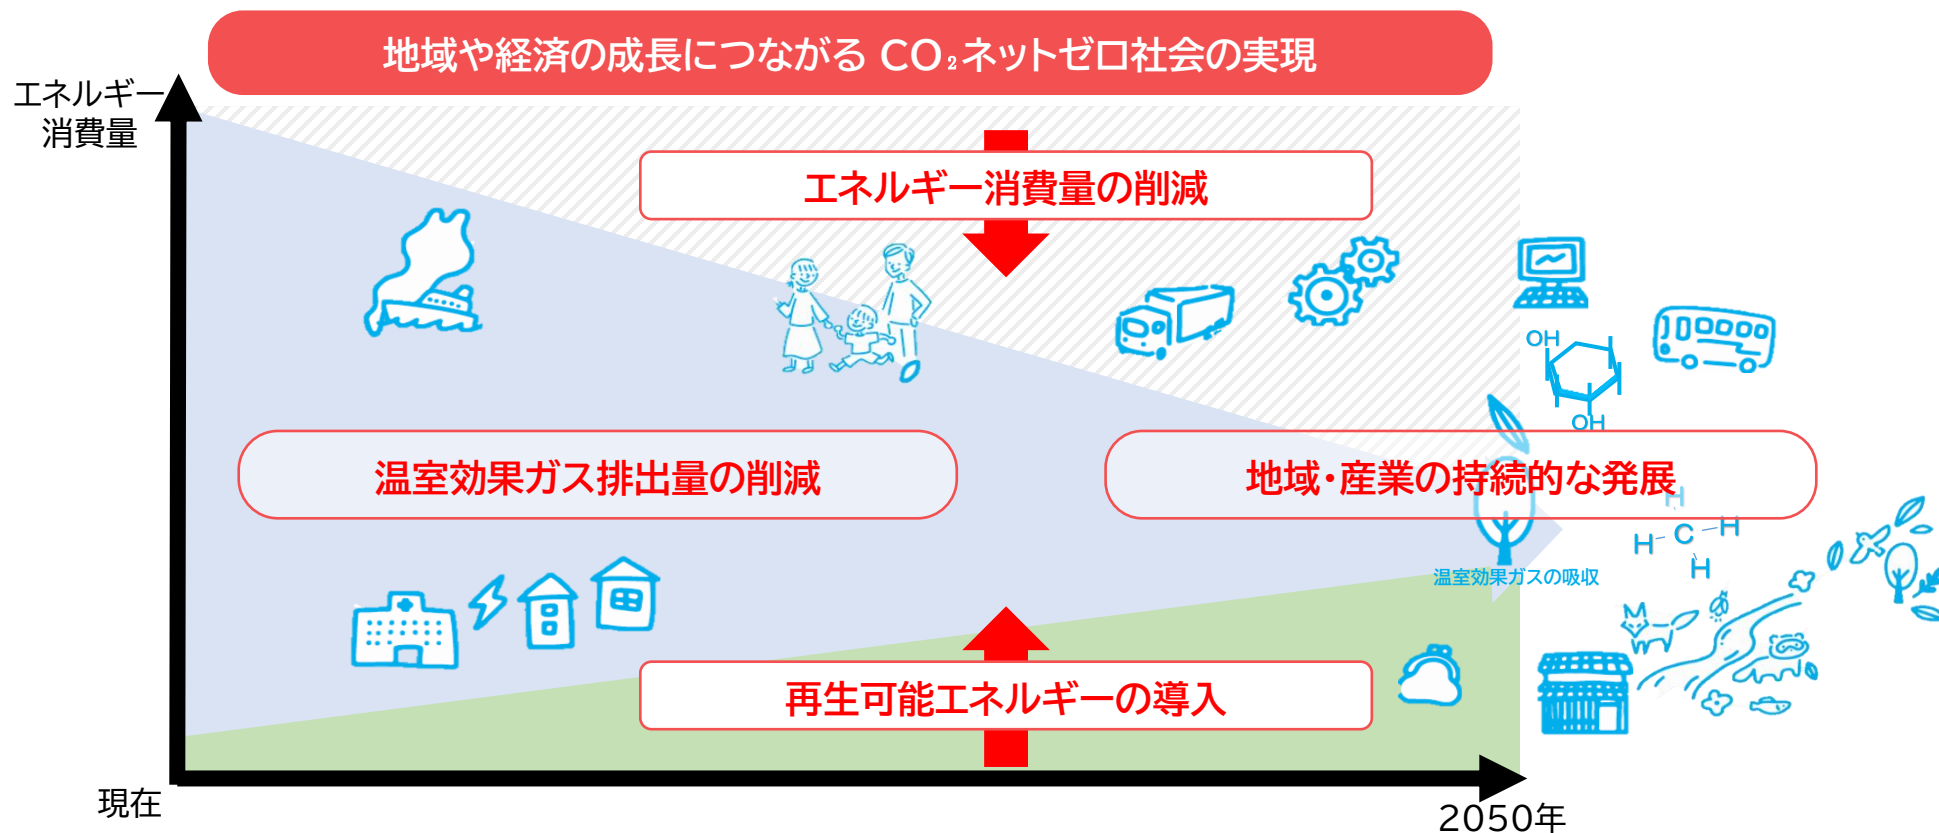 地域や経済の成長につながる CO₂ネットゼロ社会の実現
エネルギー
消費量
エネルギー消費量の削減
OH
OH
温室効果ガス排出量の削減
地域・産業の持続的な発展
H
H C H
H
温室効果ガスの吸収
再生可能エネルギーの導入
現在
2050年